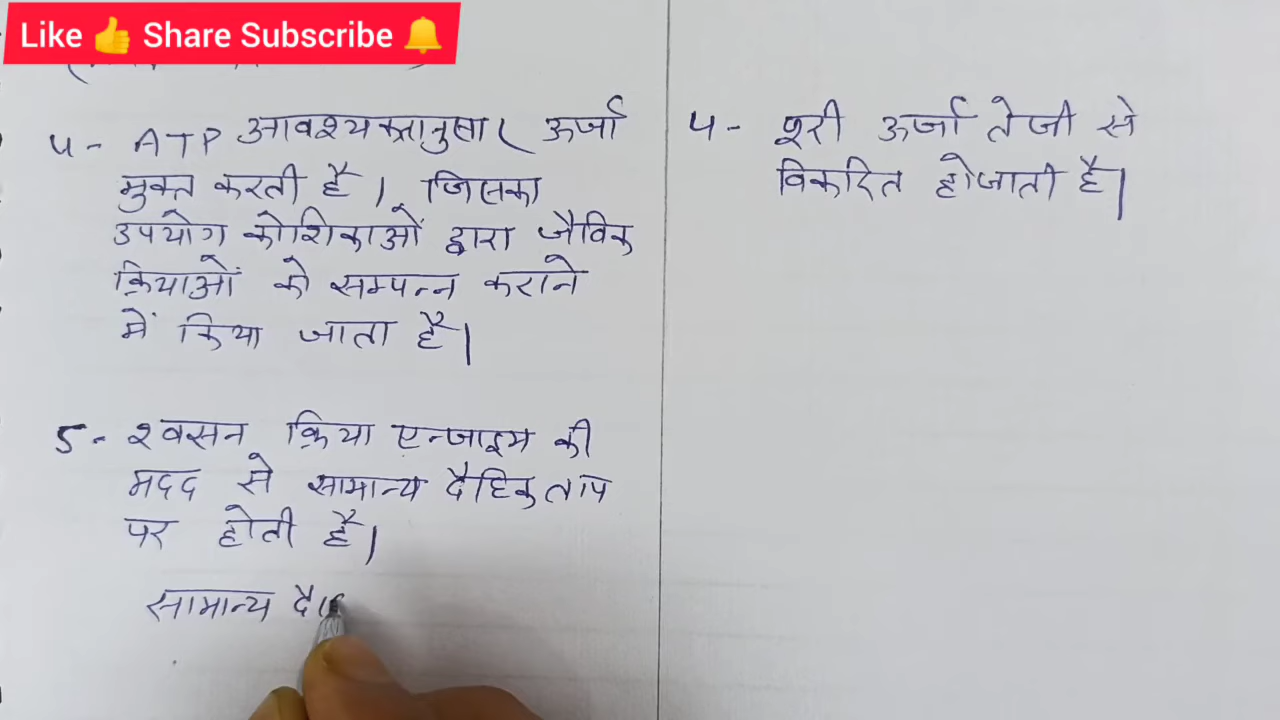 Like 👍 Share Subscribe 🔔
4- ATP आवश्यक्तानुसार ऊर्जा
मुक्त करती है। जिसका
उपयोग कोशिकाओं द्वारा जैविक
क्रियाओं को सम्पन्न कराने
में किया जाता है।
5- श्वसन क्रिया एन्जाइम की
मदद से सामान्य दैहिक ताप
पर होती है।
सामान्य
4- पूरी ऊर्जा तेजी से
विकरित होजाती है।